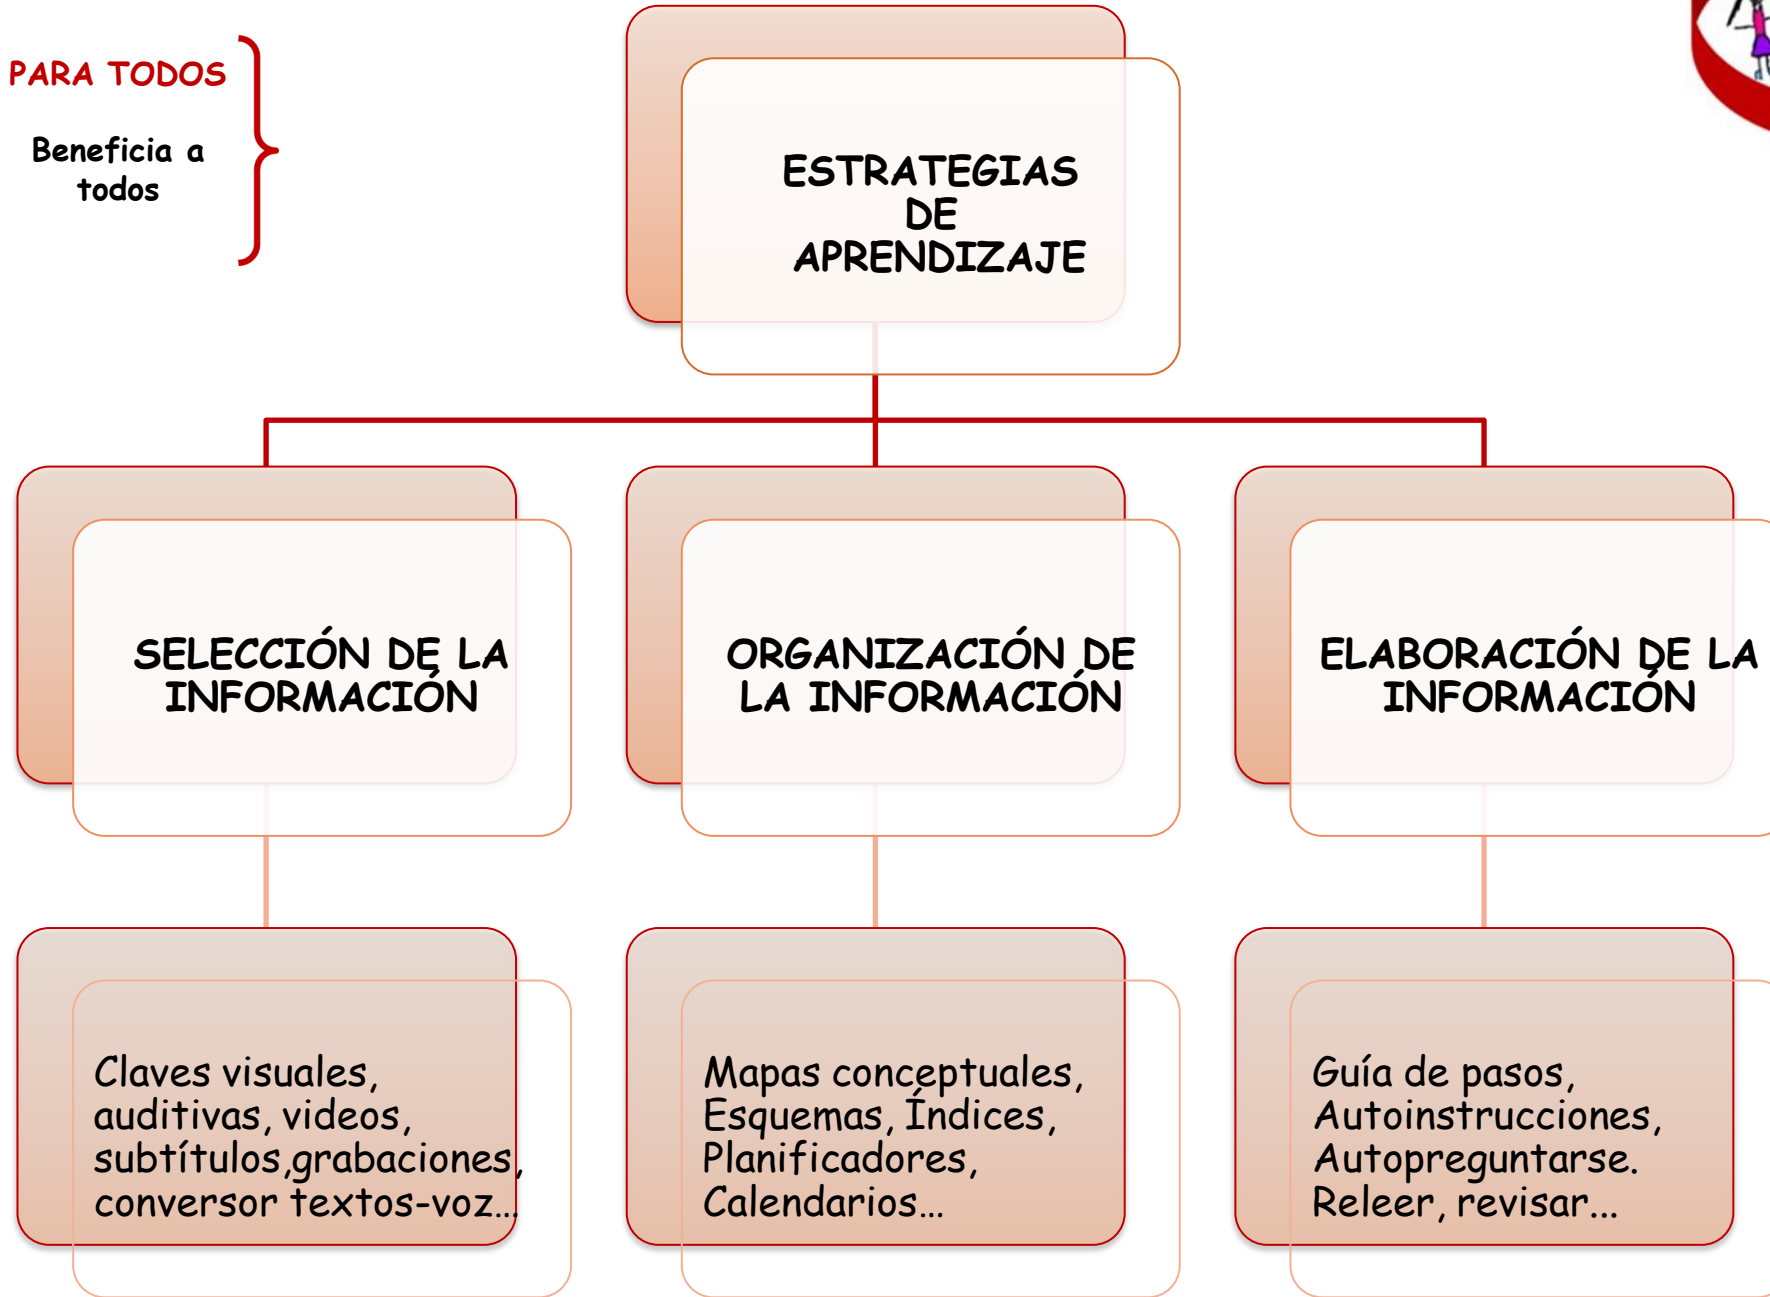 PARA TODOS
Beneficia a
todos
ESTRATEGIAS
DE
APRENDIZAJE
SELECCIÓN DE LA
INFORMACIÓN
ORGANIZACIÓN DE
LA INFORMACIÓN
ELABORACIÓN DE LA
INFORMACIÓN
Claves visuales,
auditivas, videos,
subtítulos,grabaciones,
conversor textos-voz...
Mapas conceptuales,
Esquemas, Índices,
Planificadores,
Calendarios...
Guía de pasos,
Autoinstrucciones,
Autopreguntarse.
Releer, revisar...